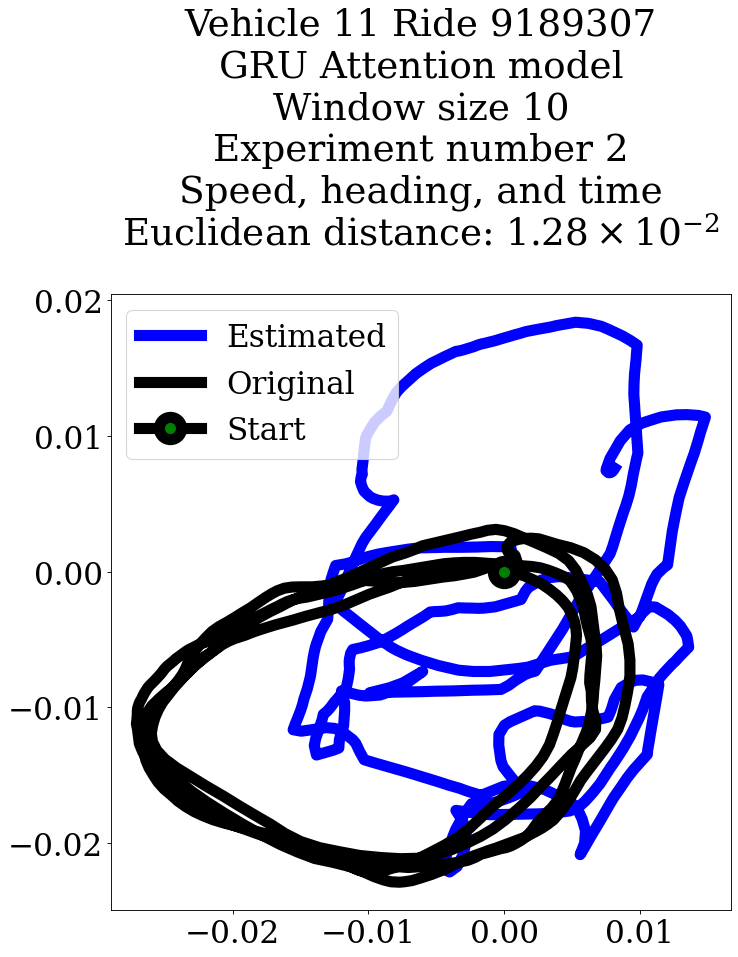 Vehicle 11 Ride 9189307
GRU Attention model
Window size 10
Experiment number 2
Speed, heading, and time
Euclidean distance: 1.28 × 10⁻²
0.02
0.01
0.00
−0.01
−0.02
Estimated
Original
Start
−0.02 −0.01 0.00 0.01